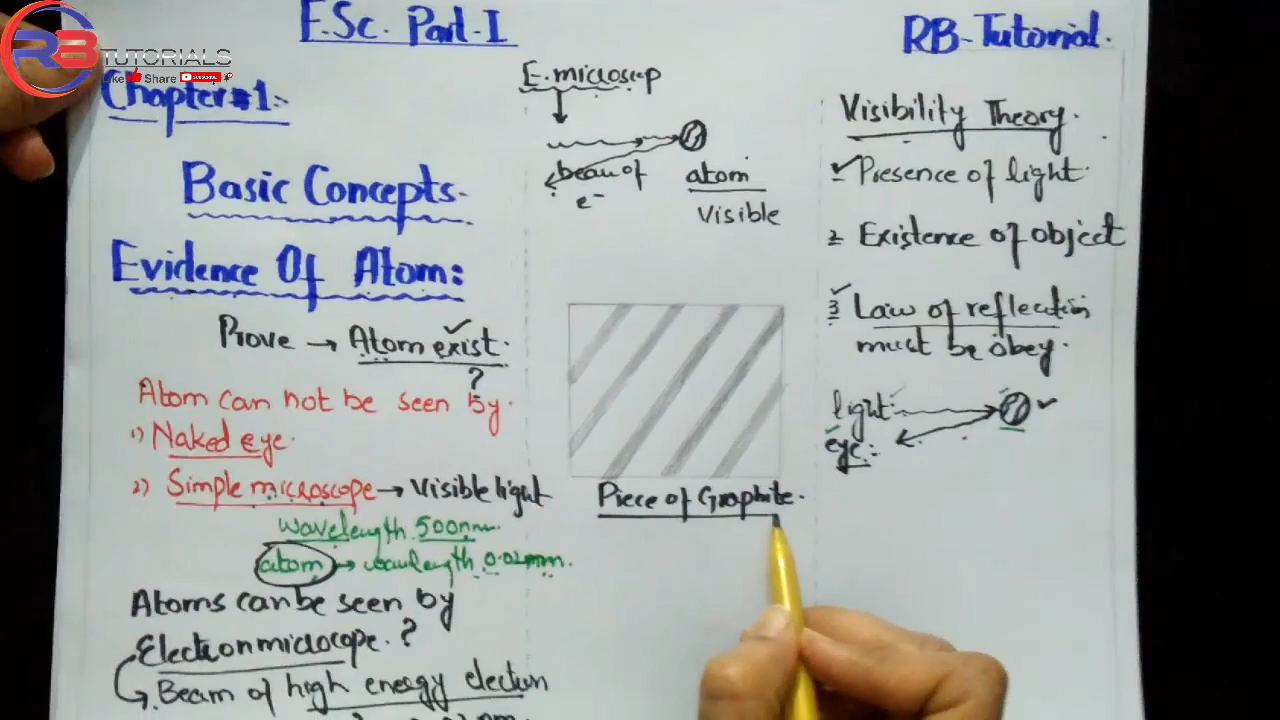 RB TUTORIALS
Like Share SUBSCRIBE
F.Sc. Part-I
RB-Tutorial.
Chapter#1:-
Basic Concepts.
Evidence Of Atom:
Prove → Atom exist.
?
Atom can not be seen by.
1) Naked eye.
2) Simple microscope → Visible light
wavelength 500nm.
atom → wavelength
Atoms can be seen by
Electron microscope. ?
Beam of high energy electron
E. microscop
beam of
e⁻
atom
visible
Piece of Graphite.
Visibility Theory.
Presence of light
2 Existence of object
3 Law of reflection
must be obey.
light:
eye: